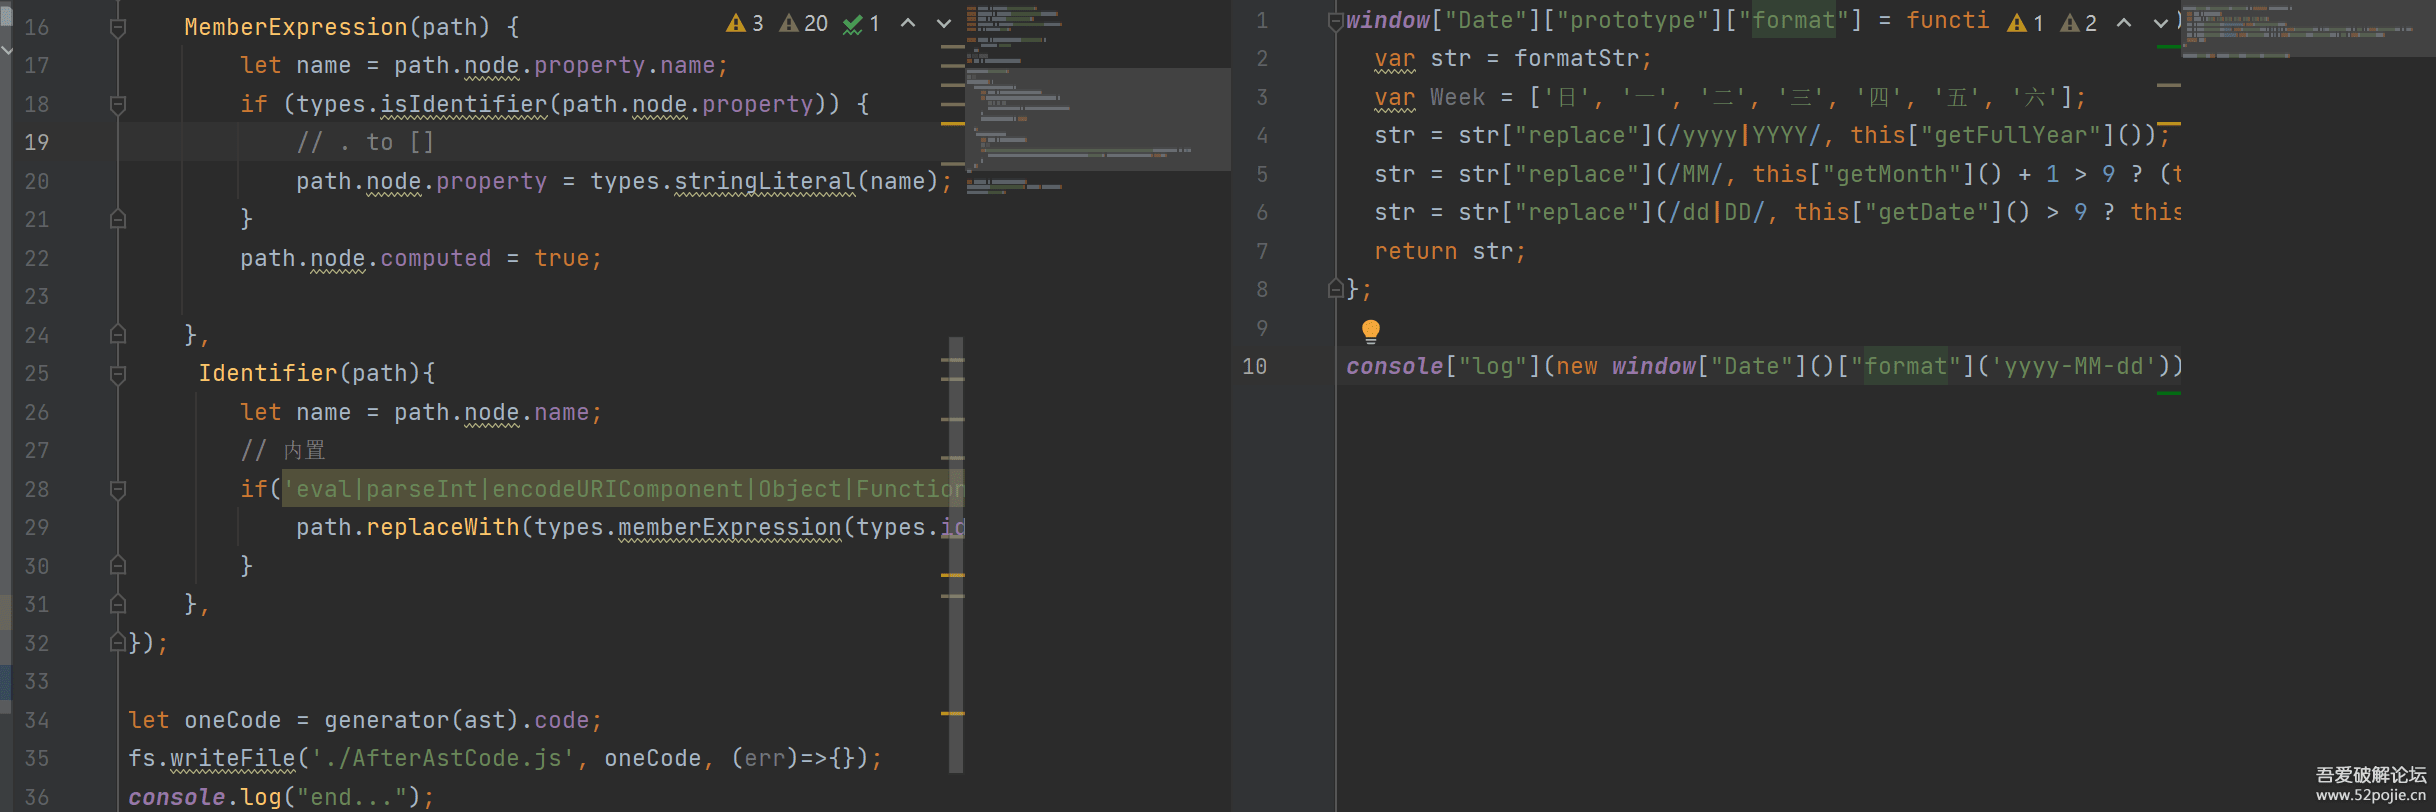 16 MemberExpression(path) {
3 20 1
17 let name = path.node.property.name;
18 if (types.isIdentifier(path.node.property)) {
19 // . to []
20 path.node.property = types.stringLiteral(name);
21 }
22 path.node.computed = true;
23
24 },
25 Identifier(path){
26 let name = path.node.name;
27 // 内置
28 if('eval|parseInt|encodeURIComponent|Object|Function
29 path.replaceWith(types.memberExpression(types.id
30 }
31 },
32 });
33
34 let oneCode = generator(ast).code;
35 fs.writeFile('./AfterAstCode.js', oneCode, (err)=>{});
36 console.log("end...");
1 window["Date"]["prototype"]["format"] = functi
1 2
2 var str = formatStr;
3 var Week = ['日', '一', '二', '三', '四', '五', '六'];
4 str = str["replace"](/yyyy|YYYY/, this["getFullYear"]());
5 str = str["replace"](/MM/, this["getMonth"]() + 1 > 9 ? (t
6 str = str["replace"](/dd|DD/, this["getDate"]() > 9 ? this
7 return str;
8 };
9
10 console["log"](new window["Date"]()["format"]('yyyy-MM-dd'))
吾爱破解论坛
www.52pojie.cn